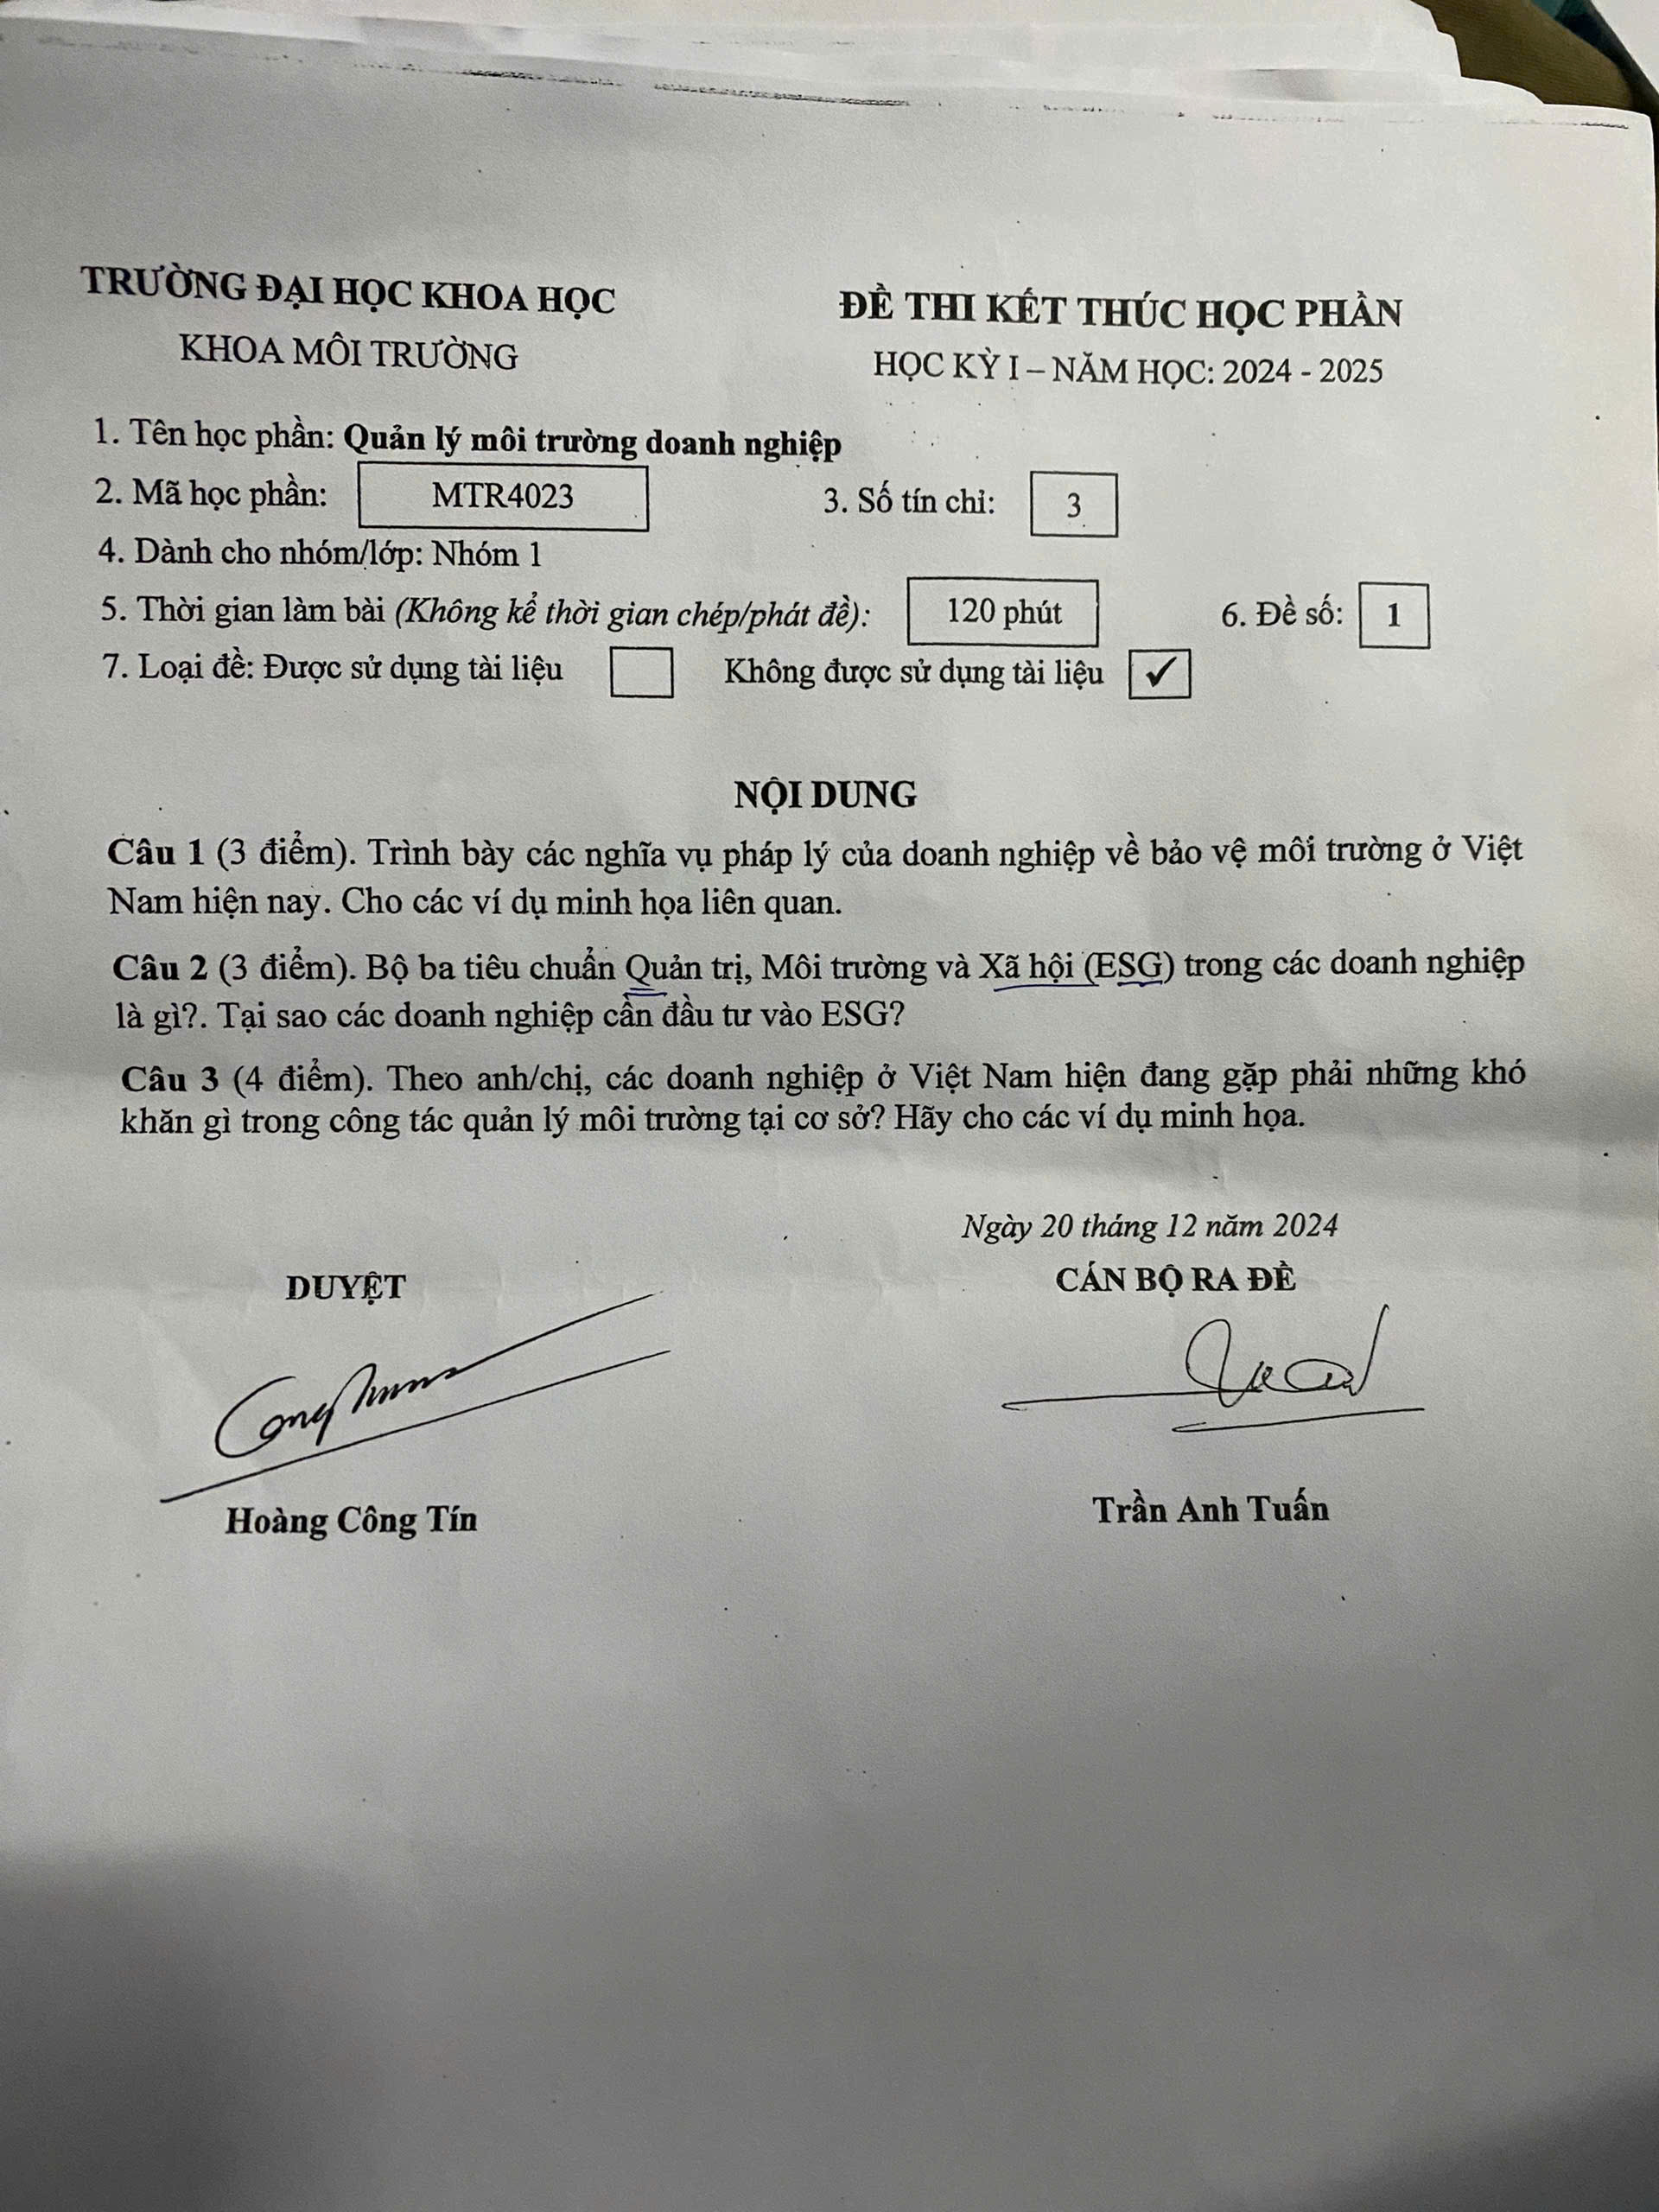 TRƯỜNG ĐẠI HỌC KHOA HỌC
KHOA MÔI TRƯỜNG
ĐỀ THI KẾT THÚC HỌC PHẦN
HỌC KỲ I – NĂM HỌC: 2024 - 2025
1. Tên học phần: Quản lý môi trường doanh nghiệp
2. Mã học phần: MTR4023 3. Số tín chỉ: 3
4. Dành cho nhóm/lớp: Nhóm 1
5. Thời gian làm bài (Không kể thời gian chép/phát đề): 120 phút 6. Đề số: 1
7. Loại đề: Được sử dụng tài liệu Không được sử dụng tài liệu ✓
NỘI DUNG
Câu 1 (3 điểm). Trình bày các nghĩa vụ pháp lý của doanh nghiệp về bảo vệ môi trường ở Việt
Nam hiện nay. Cho các ví dụ minh họa liên quan.
Câu 2 (3 điểm). Bộ ba tiêu chuẩn Quản trị, Môi trường và Xã hội (ESG) trong các doanh nghiệp
là gì?. Tại sao các doanh nghiệp cần đầu tư vào ESG?
Câu 3 (4 điểm). Theo anh/chị, các doanh nghiệp ở Việt Nam hiện đang gặp phải những khó
khăn gì trong công tác quản lý môi trường tại cơ sở? Hãy cho các ví dụ minh họa.
Ngày 20 tháng 12 năm 2024
DUYỆT
CÁN BỘ RA ĐỀ
Hoàng Công Tín
Trần Anh Tuấn